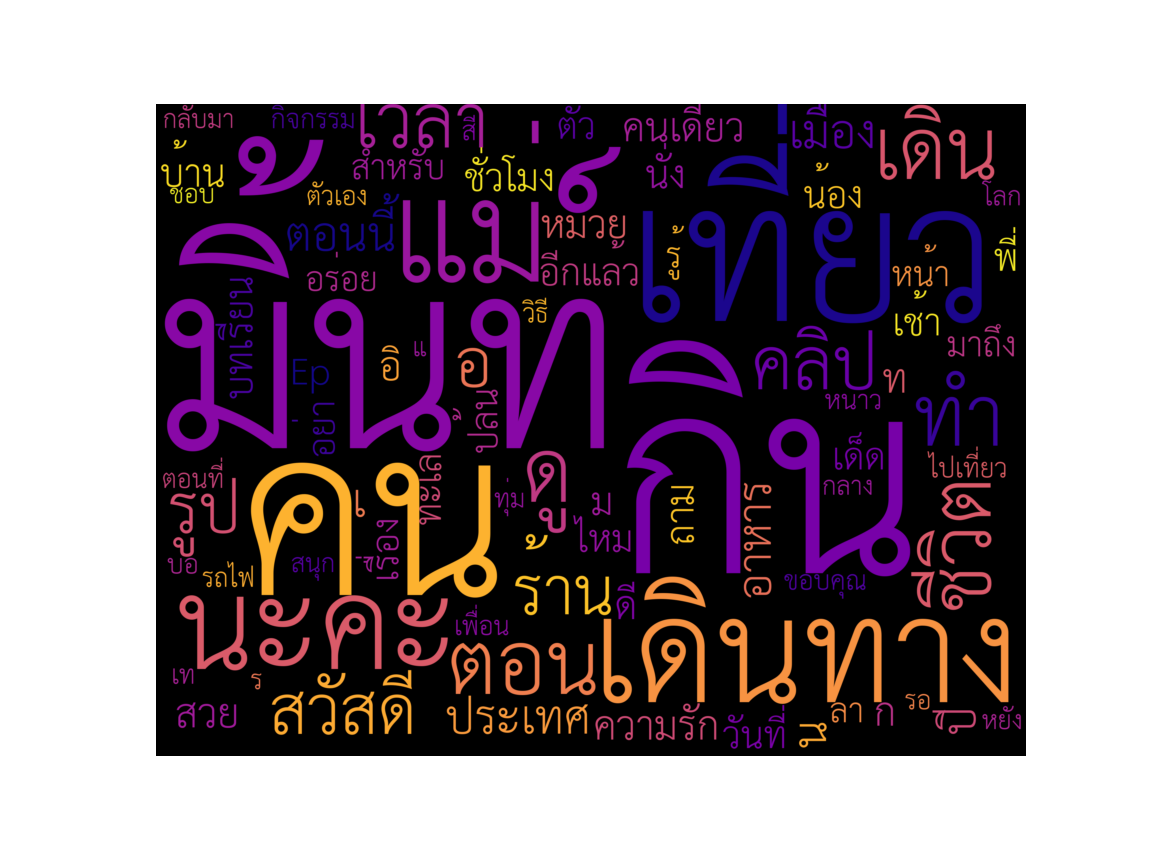 กลับมา
กิจกรรม
เวลา
ตัว
คนเดียว
เมือง
เดิน
บ้าน
ชอบ
สำหรับ
ชั่วโมง
นั่ง
น้อง
โลก
ตัวเอง
ตอนนี้
แม่
หมวย
เที่ยว
พี่
อร่อย
อีกแล้ว
รู้
หน้า
เช้า
บทเรียน
มินท์
วิธี
มาถึง
Ep
อิ
แ
อ
คลิป
ท
กิน
หนาว
ทำ
ปลน
เด็ด
ไปเที่ยว
ตอนที่
รูป
คน
เ
ทะเล
ทุ่ม
ดู
ม
ไหม
ถาม
อาหาร
กลาง
ชีวิต
เรื่อง
บอ
รถไฟ
สนุก
ร้าน
ดี
ขอบคุณ
นะคะ
เพื่อน
ตอน
เดินทาง
เท
ร
สวย
สวัสดี
ประเทศ
ความรัก
วันที่
ลา
ก
รอ
ปี
หยัง